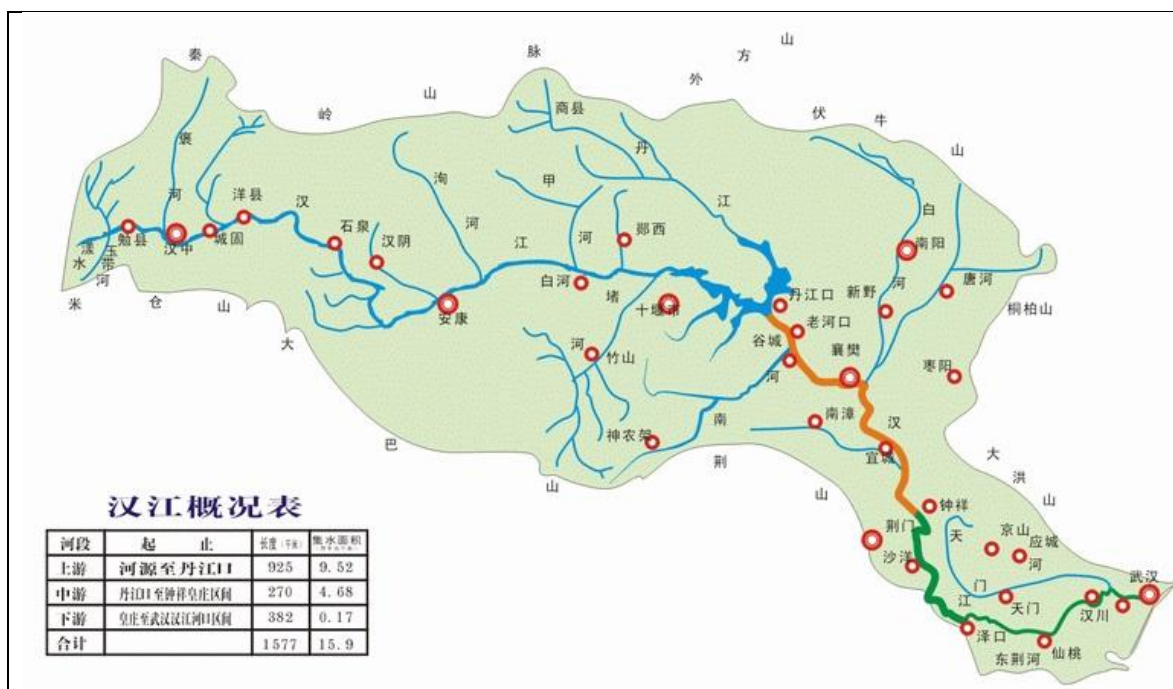 秦
岭
山
脉
外
方
山
伏
牛
山
商县
丹
江
褒
河
洵
河
甲
河
白
河
洋县
汉
石泉
汉阴
江
郧西
南阳
勉县
汉中
城固
漾
水
玉
带
河
白河
堵
河
十堰市
丹江口
新野
唐河
桐柏山
米
仓
山
安康
老河口
谷城
襄樊
枣阳
大
巴
山
竹山
河
南
南漳
汉
宜城
神农架
荆
山
大
洪
山
钟祥
荆门
天
门
河
京山
应城
沙洋
武汉
江
天门
汉川
泽口
仙桃
东荆河
汉江概况表
河段 起 止 长度(千米) 集水面积
上游 河源至丹江口 925 9.52
中游 丹江口至钟祥皇庄区间 270 4.68
下游 皇庄至武汉汉江河口区间 382 0.17
合计 1577 15.9